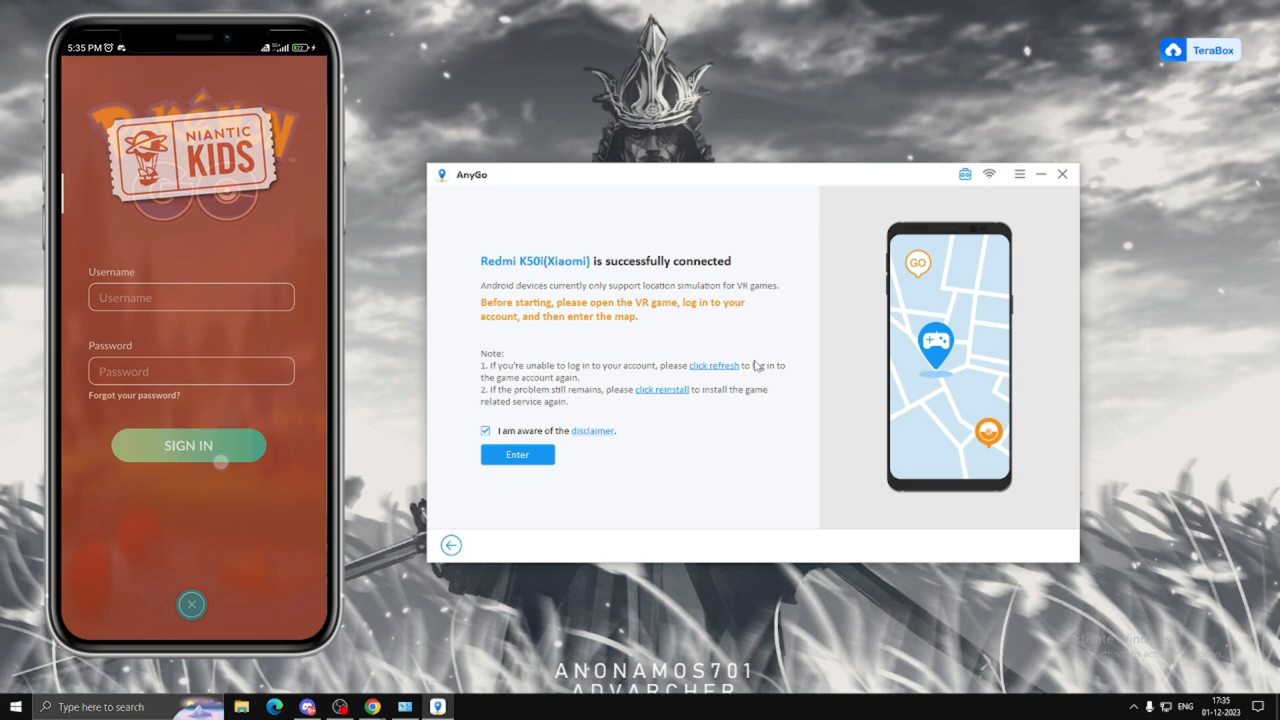 5:35 PM
NIANTIC
KIDS
Username
Username
Password
Password
Forgot your password?
SIGN IN
TeraBox
AnyGo
Redmi K50i(Xiaomi) is successfully connected
Android devices currently only support location simulation for VR games.
Before starting, please open the VR game, log in to your
account, and then enter the map.
Note:
1. If you're unable to log in to your account, please click refresh to log in to
the game account again.
2. If the problem still remains, please click reinstall to install the game
related service again.
I am aware of the disclaimer.
Enter
GO
ANONAMOS701
ADVARCHER
Type here to search
ENG
17:35
01-12-2023